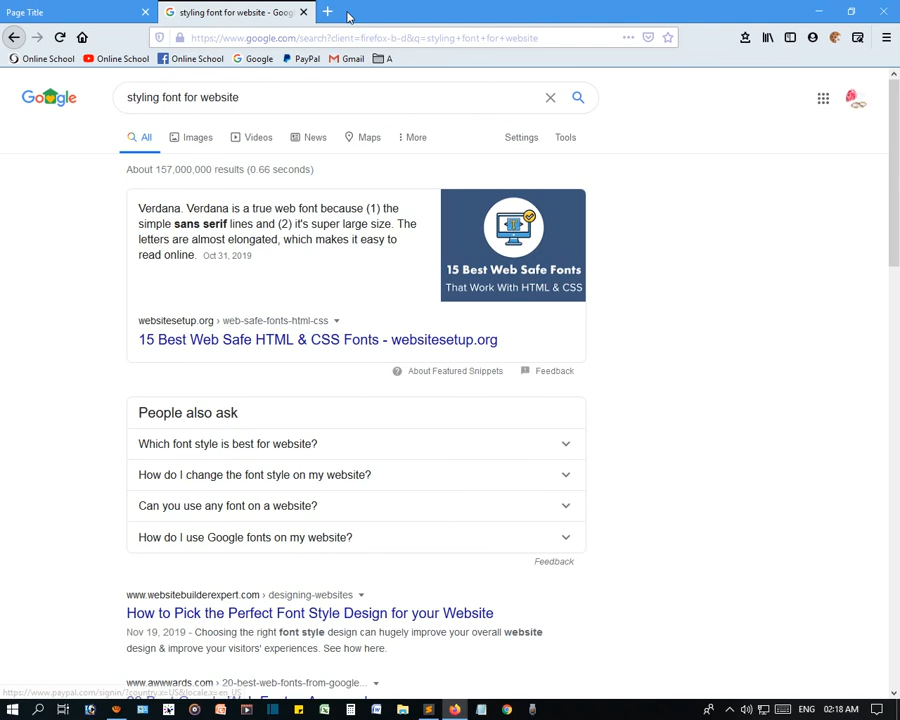 Page Title
styling font for website - Goog
https://www.google.com/search?client=firefox-b-d&q=styling+font+for+website
Online School
Online School
Online School
Google
PayPal
Gmail
A
Google
styling font for website
All
Images
Videos
News
Maps
More
Settings
Tools
About 157,000,000 results (0.66 seconds)
Verdana. Verdana is a true web font because (1) the
simple sans serif lines and (2) it's super large size. The
letters are almost elongated, which makes it easy to
read online. Oct 31, 2019
15 Best Web Safe Fonts
That Work With HTML & CSS
websitesetup.org › web-safe-fonts-html-css
15 Best Web Safe HTML & CSS Fonts - websitesetup.org
About Featured Snippets
Feedback
People also ask
Which font style is best for website?
How do I change the font style on my website?
Can you use any font on a website?
How do I use Google fonts on my website?
Feedback
www.websitebuilderexpert.com › designing-websites
How to Pick the Perfect Font Style Design for your Website
Nov 19, 2019 - Choosing the right font style design can hugely improve your overall website
design & improve your visitors' experiences. See how here.
www.awwwards.com › 20-best-web-fonts-from-google...
https://www.paypal.com/signin/?country.x=US&locale.x=en_US
ENG
02:18 AM